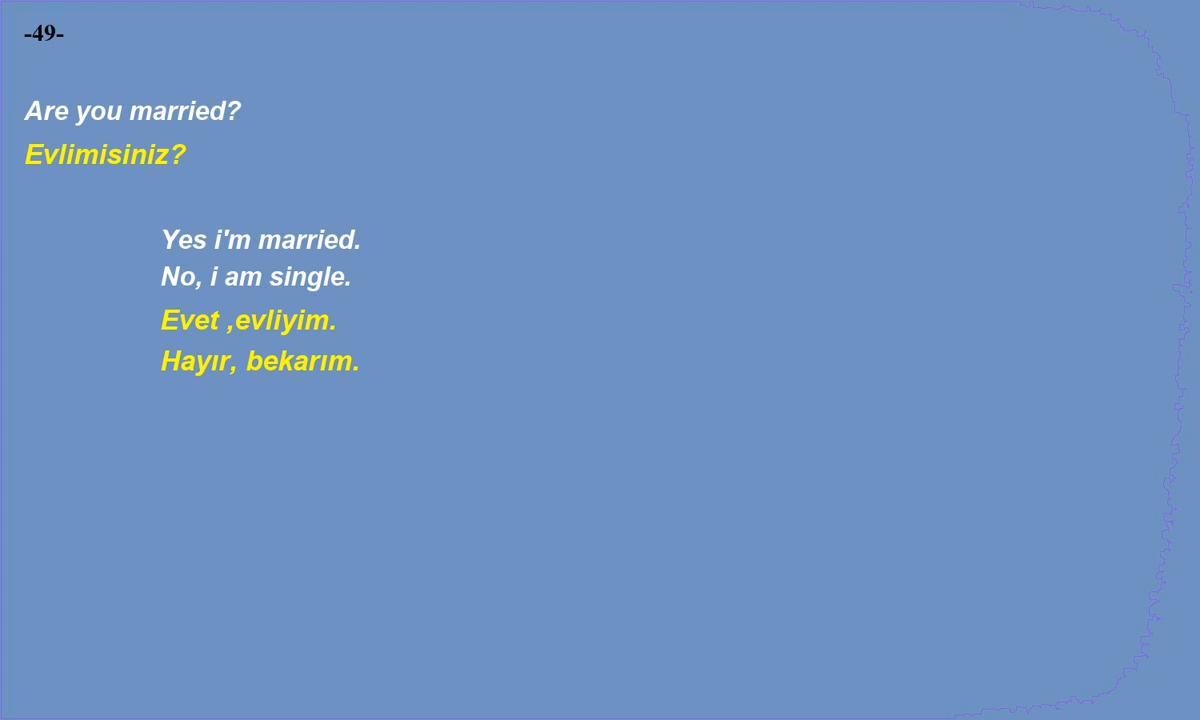 -49-
Are you married?
Evlimisiniz?
Yes i'm married.
No, i am single.
Evet ,evliyim.
Hayır, bekarım.